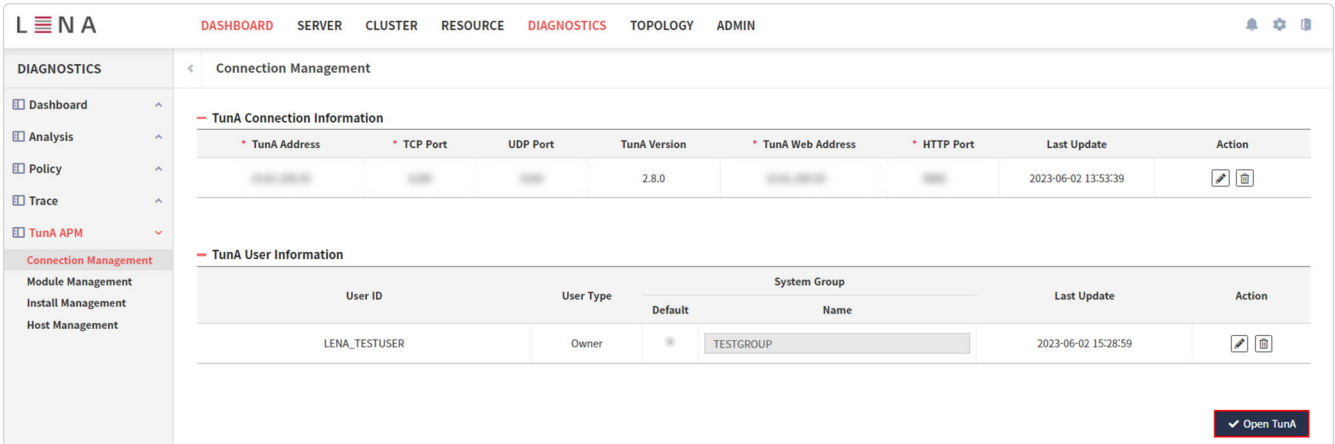 LENA
DASHBOARD SERVER CLUSTER RESOURCE DIAGNOSTICS TOPOLOGY ADMIN
DIAGNOSTICS
Dashboard
Analysis
Policy
Trace
TunA APM
Connection Management
Module Management
Install Management
Host Management
Connection Management
TunA Connection Information
* TunA Address * TCP Port UDP Port TunA Version * TunA Web Address * HTTP Port Last Update Action
2.8.0 2023-06-02 13:53:39
TunA User Information
User ID User Type System Group Last Update Action
Default Name
LENA_TESTUSER Owner TESTGROUP 2023-06-02 15:28:59
Open TunA